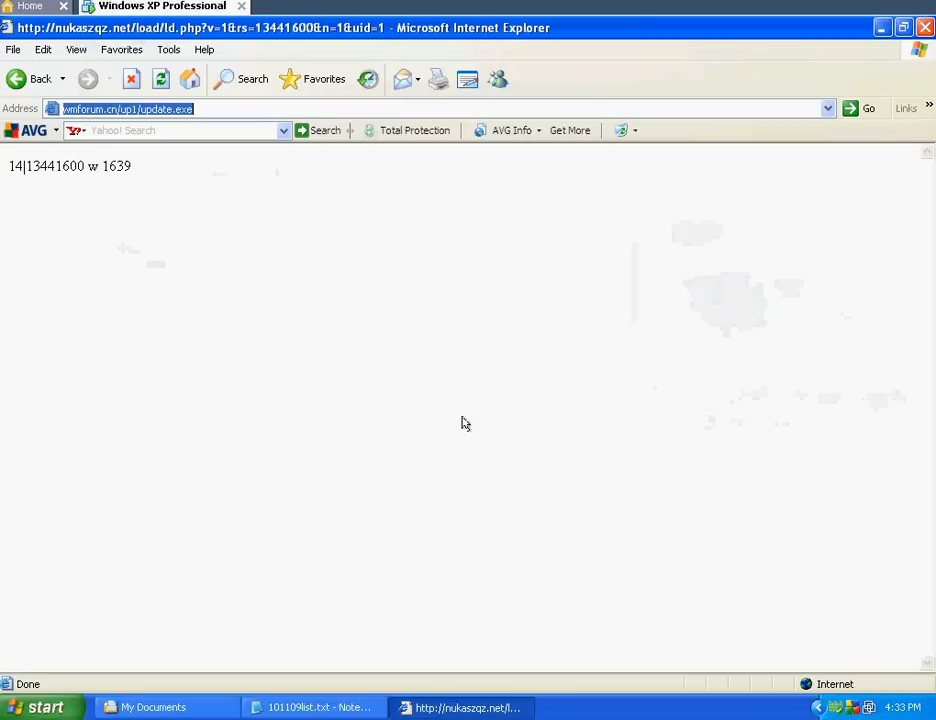 Home
Windows XP Professional
http://nukaszqz.net/load/ld.php?v=1&rs=13441600&n=1&uid=1 - Microsoft Internet Explorer
File Edit View Favorites Tools Help
Back Search Favorites
Address wmforum.cn/up1/update.exe Go Links »
AVG Y! Yahoo! Search Search Total Protection AVG Info Get More
14|13441600 w 1639
Done Internet
start My Documents 101109list.txt - Note... http://nukaszqz.net/l... 4:33 PM